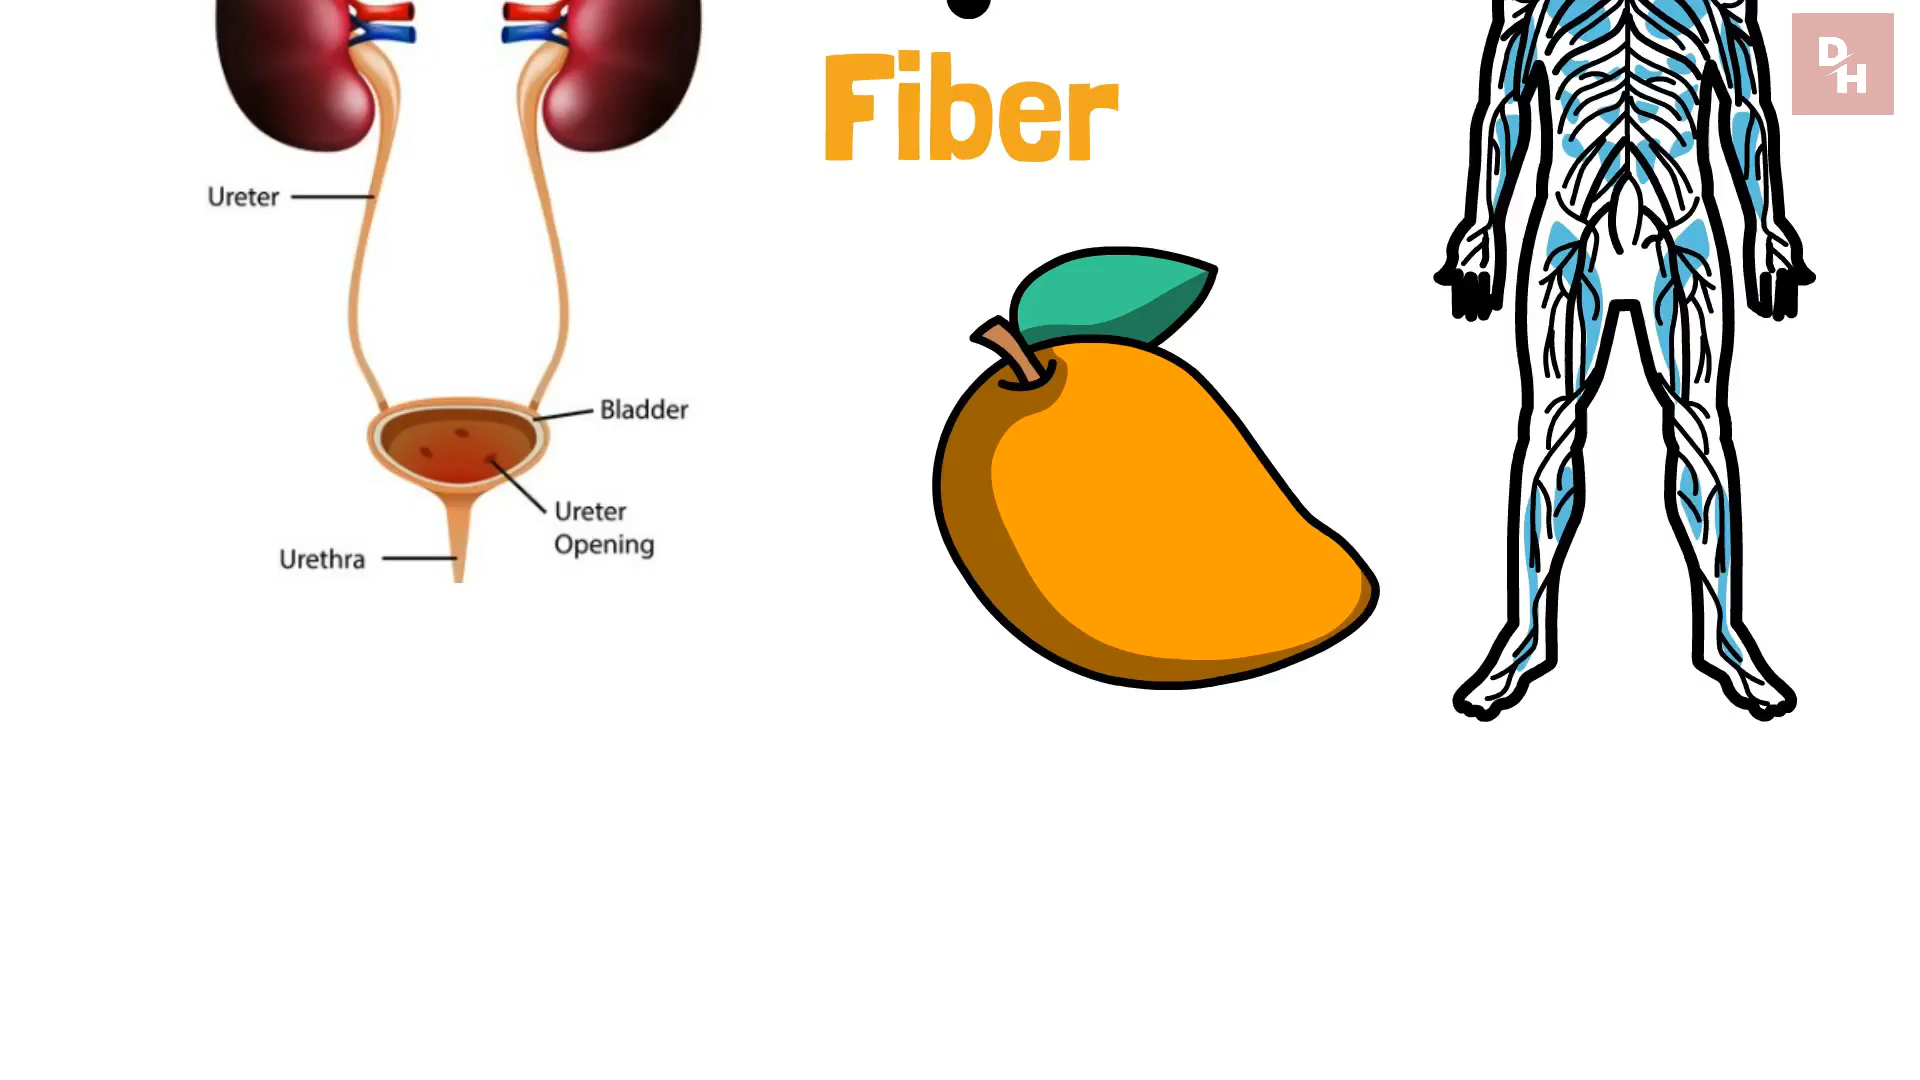 Fiber
DH
Ureter
Bladder
Ureter
Opening
Urethra